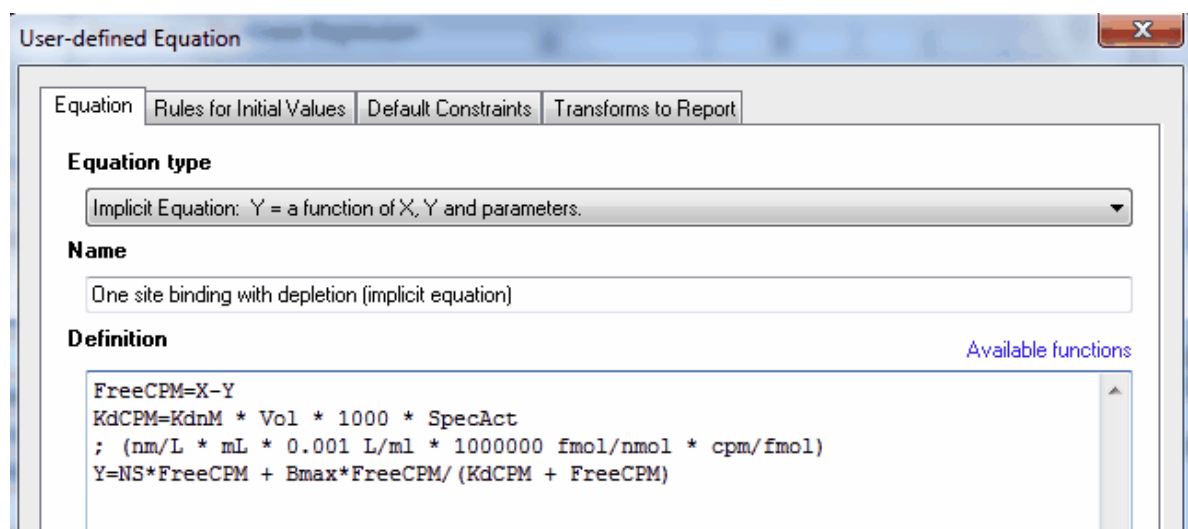 User-defined Equation
Equation Rules for Initial Values Default Constraints Transforms to Report
Equation type
Implicit Equation: Y = a function of X, Y and parameters.
Name
One site binding with depletion (implicit equation)
Definition
Available functions
FreeCPM=X-Y
KdCPM=KdnM * Vol * 1000 * SpecAct
; (nm/L * mL * 0.001 L/ml * 1000000 fmol/nmol * cpm/fmol)
Y=NS*FreeCPM + Bmax*FreeCPM/(KdCPM + FreeCPM)